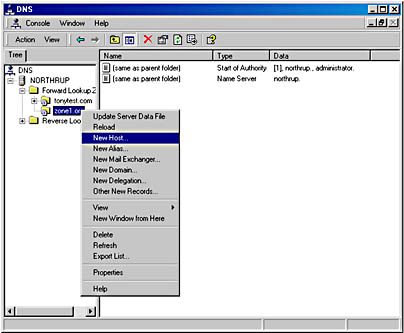 DNS
Console Window Help
Action View
Tree
Name Type Data
DNS
(same as parent folder) Start of Authority [1], northrup., administrator.
NORTHRUP
(same as parent folder) Name Server northrup.
Forward Lookup Z
tonytest.com
zone1.or
Reverse Loo
Update Server Data File
Reload
New Host...
New Alias...
New Mail Exchanger...
New Domain...
New Delegation...
Other New Records...
View
New Window from Here
Delete
Refresh
Export List...
Properties
Help